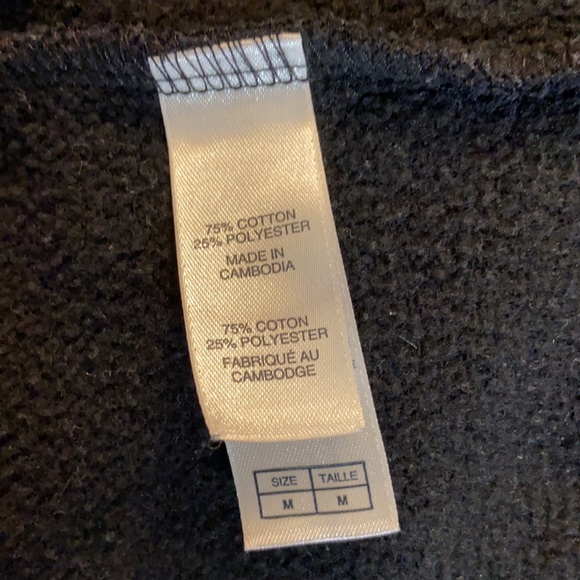 75% COTTON
25% POLYESTER
MADE IN
CAMBODIA
75% COTON
25% POLYESTER
FABRIQUÉ AU
CAMBODGE
SIZE TAILLE
M M